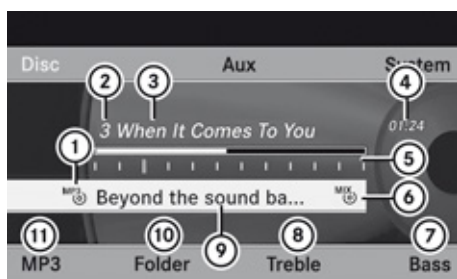 Disc Aux System
2 3 4
3 When It Comes To You 01:24
1 5
MP3 Beyond the sound ba... MIX 6
11 10 9 8 7
MP3 Folder Treble Bass